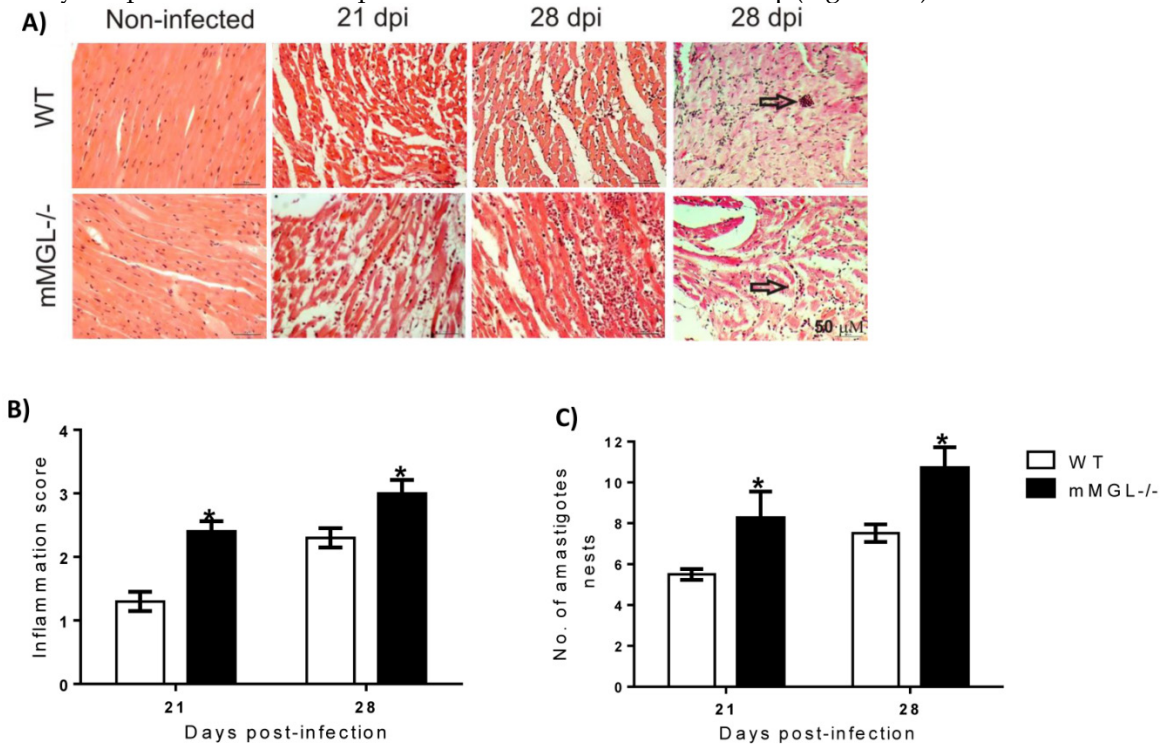 A)
Non-infected 21 dpi 28 dpi 28 dpi
WT
mMGL-/-
50 µM
B)
Inflammation score
4
3
2
1
0
* *
21 28
Days post-infection
C)
No. of amastigotes
nests
12
10
8
6
4
2
0
* *
21 28
Days post-infection
WT
mMGL-/-